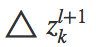 △ z_k^{l+1}